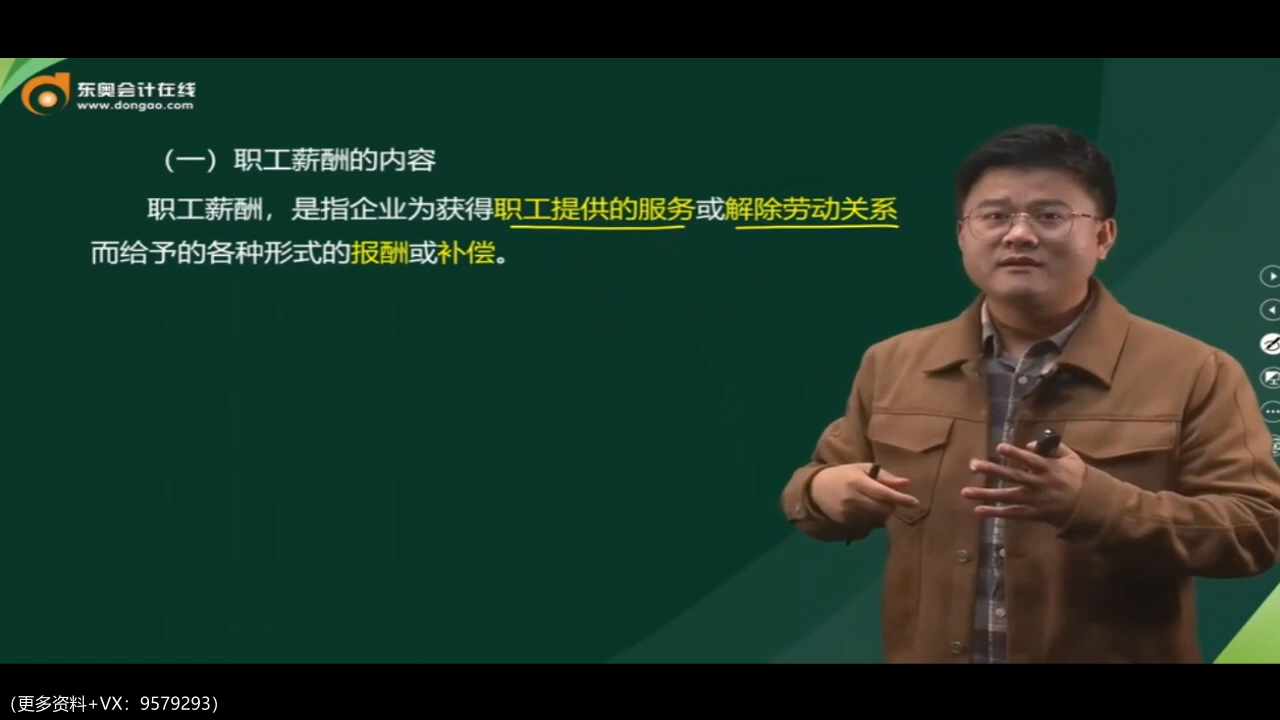 东奥会计在线
www.dongao.com
（一）职工薪酬的内容
职工薪酬，是指企业为获得职工提供的服务或解除劳动关系
而给予的各种形式的报酬或补偿。
(更多资料+VX：9579293)